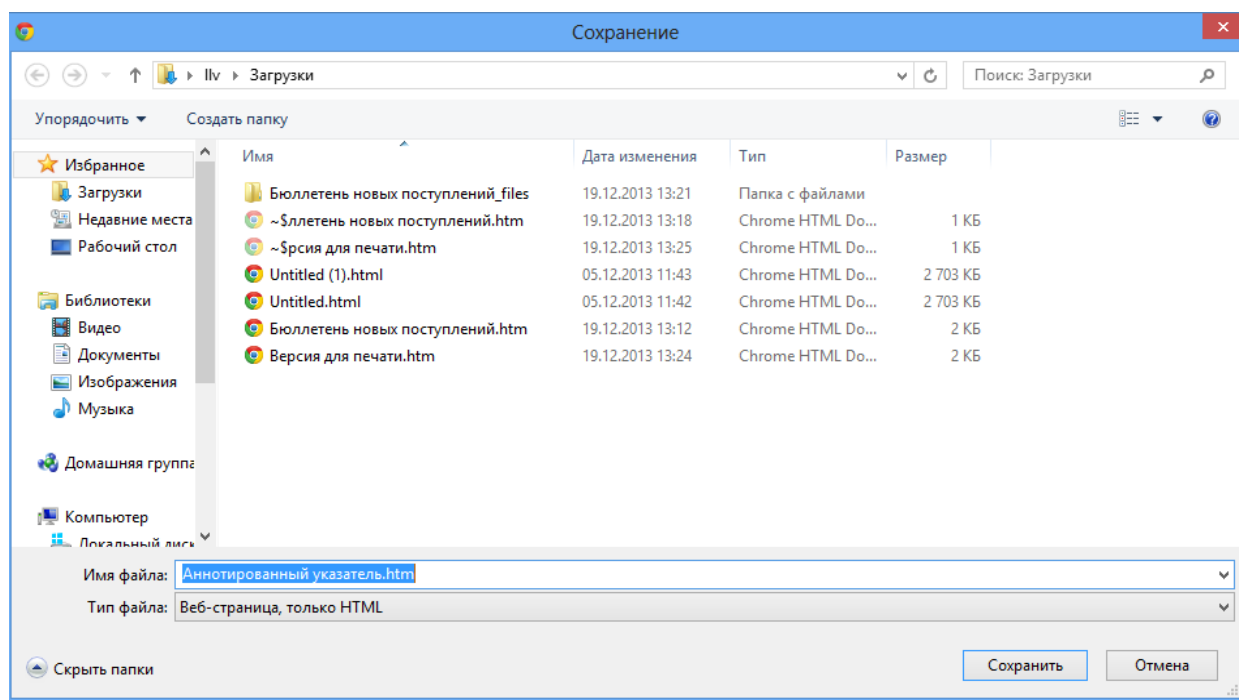 Сохранение
llv ▸ Загрузки
Поиск: Загрузки
Упорядочить
Создать папку
Избранное
Загрузки
Недавние места
Рабочий стол
Библиотеки
Видео
Документы
Изображения
Музыка
Домашняя группа
Компьютер
Локальный диск
Имя Дата изменения Тип Размер
Бюллетень новых поступлений_files 19.12.2013 13:21 Папка с файлами
~$ллетень новых поступлений.htm 19.12.2013 13:18 Chrome HTML Do... 1 КБ
~$рсия для печати.htm 19.12.2013 13:25 Chrome HTML Do... 1 КБ
Untitled (1).html 05.12.2013 11:43 Chrome HTML Do... 2 703 КБ
Untitled.html 05.12.2013 11:42 Chrome HTML Do... 2 703 КБ
Бюллетень новых поступлений.htm 19.12.2013 13:12 Chrome HTML Do... 2 КБ
Версия для печати.htm 19.12.2013 13:24 Chrome HTML Do... 2 КБ
Имя файла: Аннотированный указатель.htm
Тип файла: Веб-страница, только HTML
Скрыть папки
Сохранить
Отмена